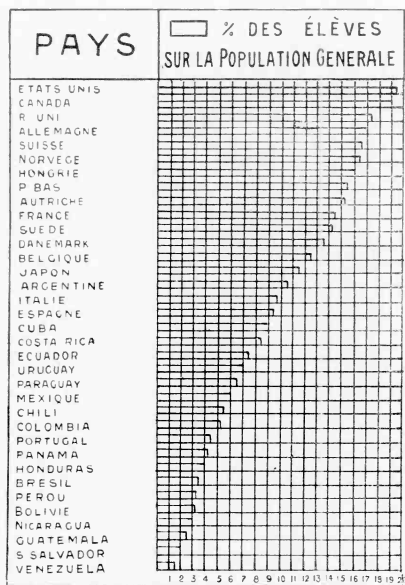 PAYS
% DES ÉLÈVES
SUR LA POPULATION GENERALE
ETATS UNIS
CANADA
R UNI
ALLEMAGNE
SUISSE
NORVEGE
HONGRIE
P BAS
AUTRICHE
FRANCE
SUEDE
DANEMARK
BELGIQUE
JAPON
ARGENTINE
ITALIE
ESPAGNE
CUBA
COSTA RICA
ECUADOR
URUGUAY
PARAGUAY
MEXIQUE
CHILI
COLOMBIA
PORTUGAL
PANAMA
HONDURAS
BRESIL
PEROU
BOLIVIE
NICARAGUA
GUATEMALA
S SALVADOR
VENEZUELA
1 2 3 4 5 6 7 8 9 10 11 12 13 14 15 16 17 18 19 20